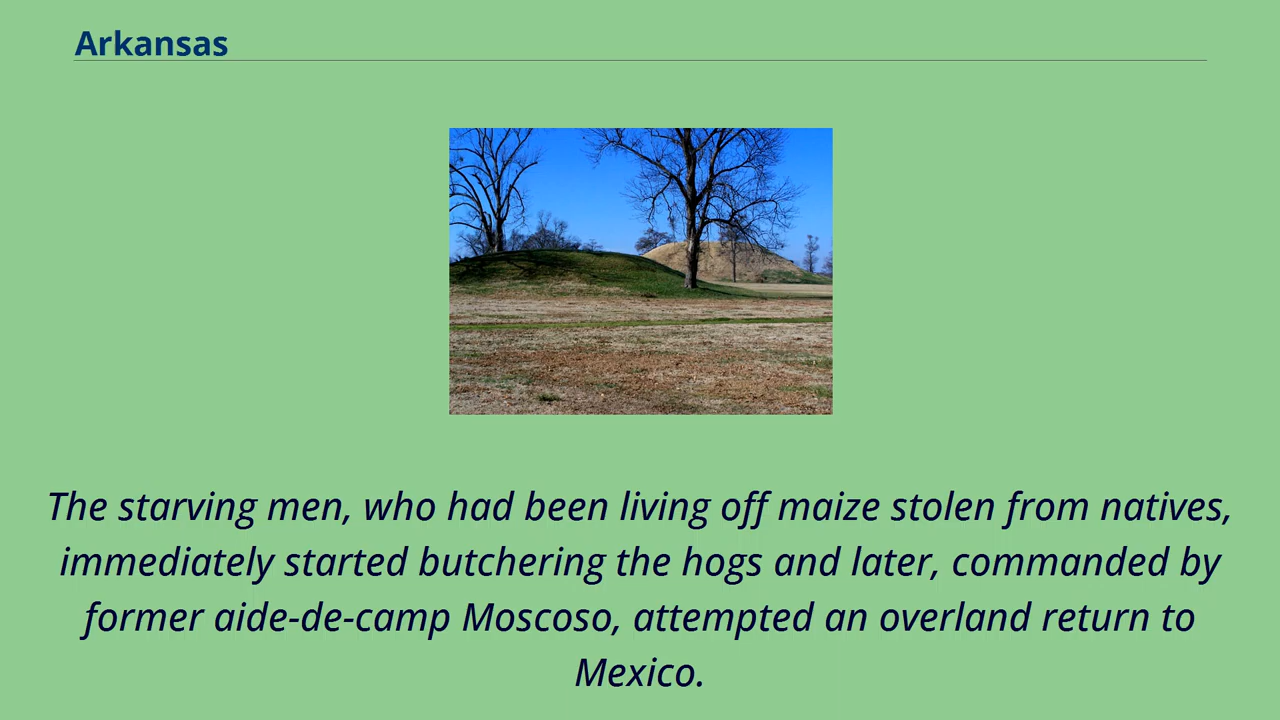 Arkansas
The starving men, who had been living off maize stolen from natives,
immediately started butchering the hogs and later, commanded by
former aide-de-camp Moscoso, attempted an overland return to
Mexico.